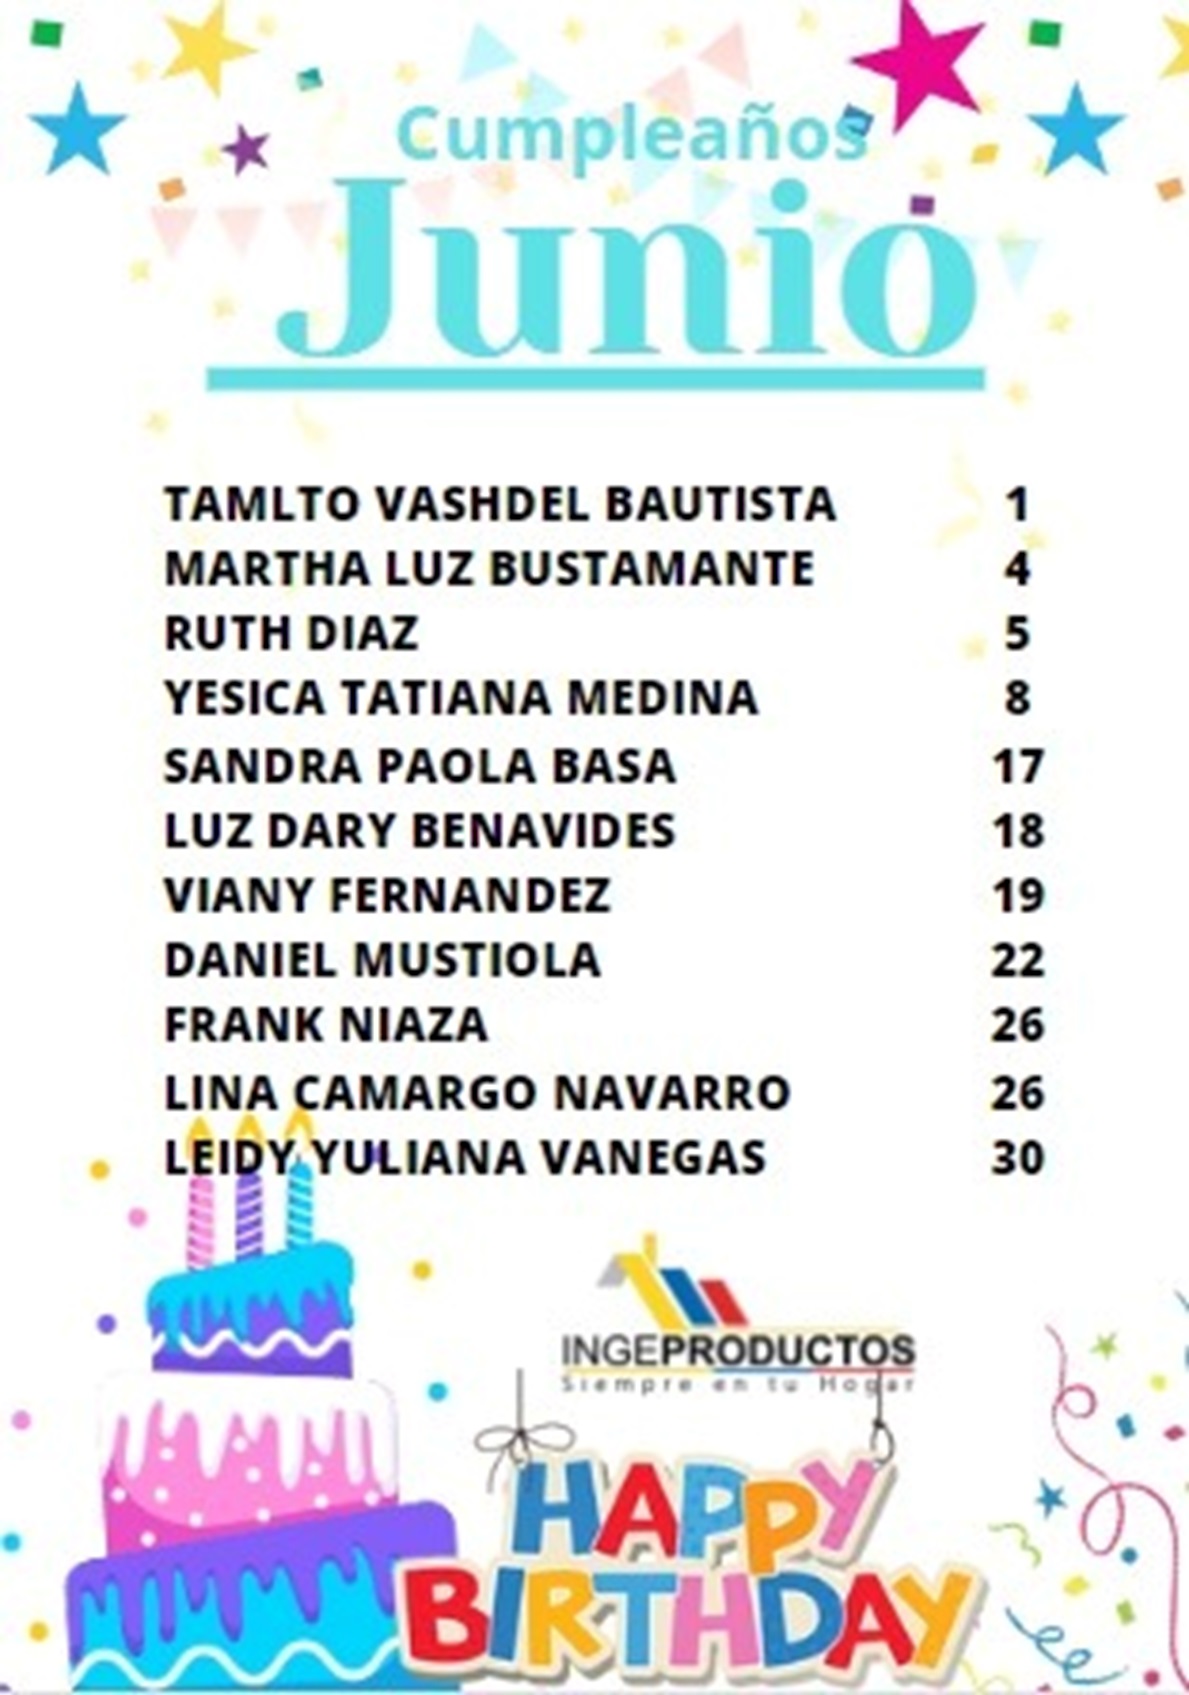 Cumpleaños
Junio
TAMLTO VASHDEL BAUTISTA 1
MARTHA LUZ BUSTAMANTE 4
RUTH DIAZ 5
YESICA TATIANA MEDINA 8
SANDRA PAOLA BASA 17
LUZ DARY BENAVIDES 18
VIANY FERNANDEZ 19
DANIEL MUSTIOLA 22
FRANK NIAZA 26
LINA CAMARGO NAVARRO 26
LEIDY YULIANA VANEGAS 30
INGEPRODUCTOS
Siempre en tu Hogar
HAPPY
BIRTHDAY